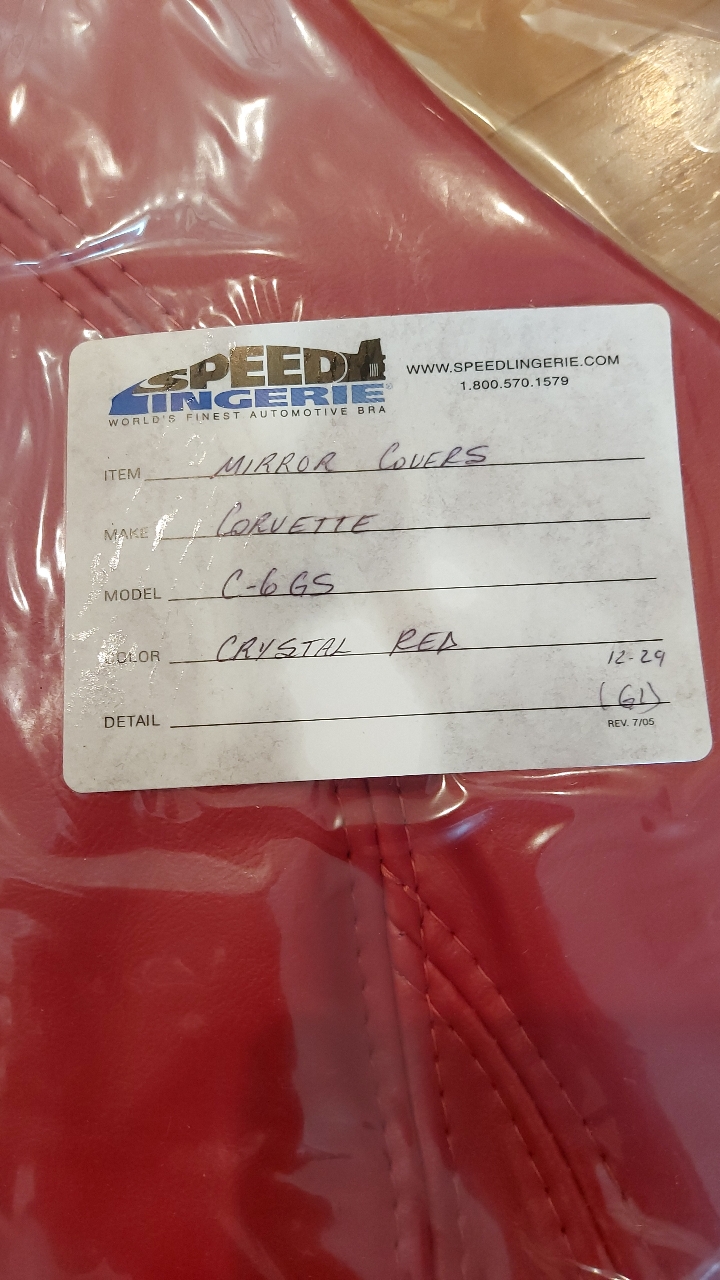 SPEED
LINGERIE®
WORLD'S FINEST AUTOMOTIVE BRA
WWW.SPEEDLINGERIE.COM
1.800.570.1579
ITEM MIRROR COVERS
MAKE CORVETTE
MODEL C-6 GS
COLOR CRYSTAL RED
12-29
DETAIL (61)
REV. 7/05